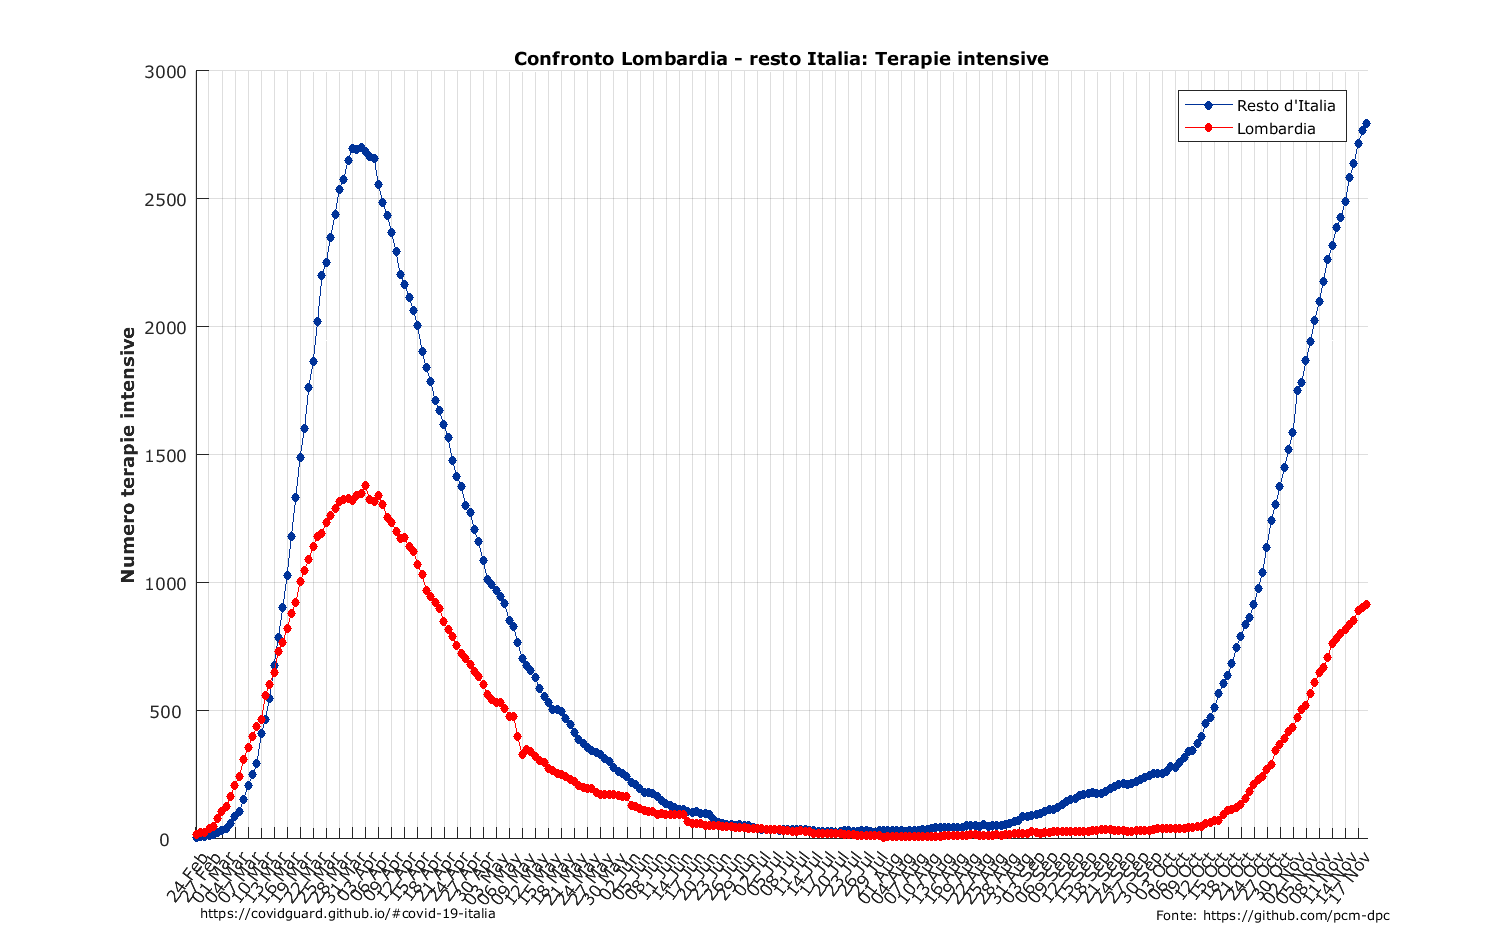 Confronto Lombardia - resto Italia: Terapie intensive
Resto d'Italia
Lombardia
Numero terapie intensive
3000
2500
2000
1500
1000
500
0
24 Feb
27 Feb
01 Mar
04 Mar
07 Mar
10 Mar
13 Mar
16 Mar
19 Mar
22 Mar
25 Mar
28 Mar
31 Mar
03 Apr
06 Apr
09 Apr
12 Apr
15 Apr
18 Apr
21 Apr
24 Apr
27 Apr
30 Apr
03 May
06 May
09 May
12 May
15 May
18 May
21 May
24 May
27 May
30 May
02 Jun
05 Jun
08 Jun
11 Jun
14 Jun
17 Jun
20 Jun
23 Jun
26 Jun
29 Jun
02 Jul
05 Jul
08 Jul
11 Jul
14 Jul
17 Jul
20 Jul
23 Jul
26 Jul
29 Jul
01 Aug
04 Aug
07 Aug
10 Aug
13 Aug
16 Aug
19 Aug
22 Aug
25 Aug
28 Aug
31 Aug
03 Sep
06 Sep
09 Sep
12 Sep
15 Sep
18 Sep
21 Sep
24 Sep
27 Sep
30 Sep
03 Oct
06 Oct
09 Oct
12 Oct
15 Oct
18 Oct
21 Oct
24 Oct
27 Oct
30 Oct
02 Nov
05 Nov
08 Nov
11 Nov
14 Nov
17 Nov
https://covidguard.github.io/#covid-19-italia
Fonte: https://github.com/pcm-dpc